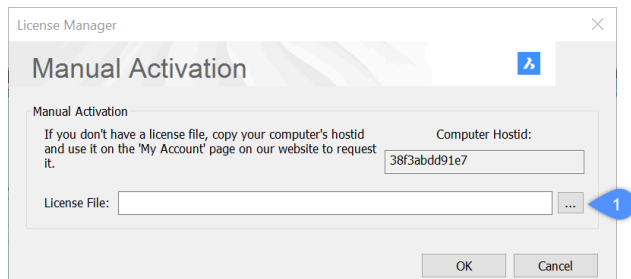 License Manager
Manual Activation
Manual Activation
If you don't have a license file, copy your computer's hostid
and use it on the 'My Account' page on our website to request
it.
Computer Hostid:
38f3abdd91e7
License File:
...
1
OK
Cancel